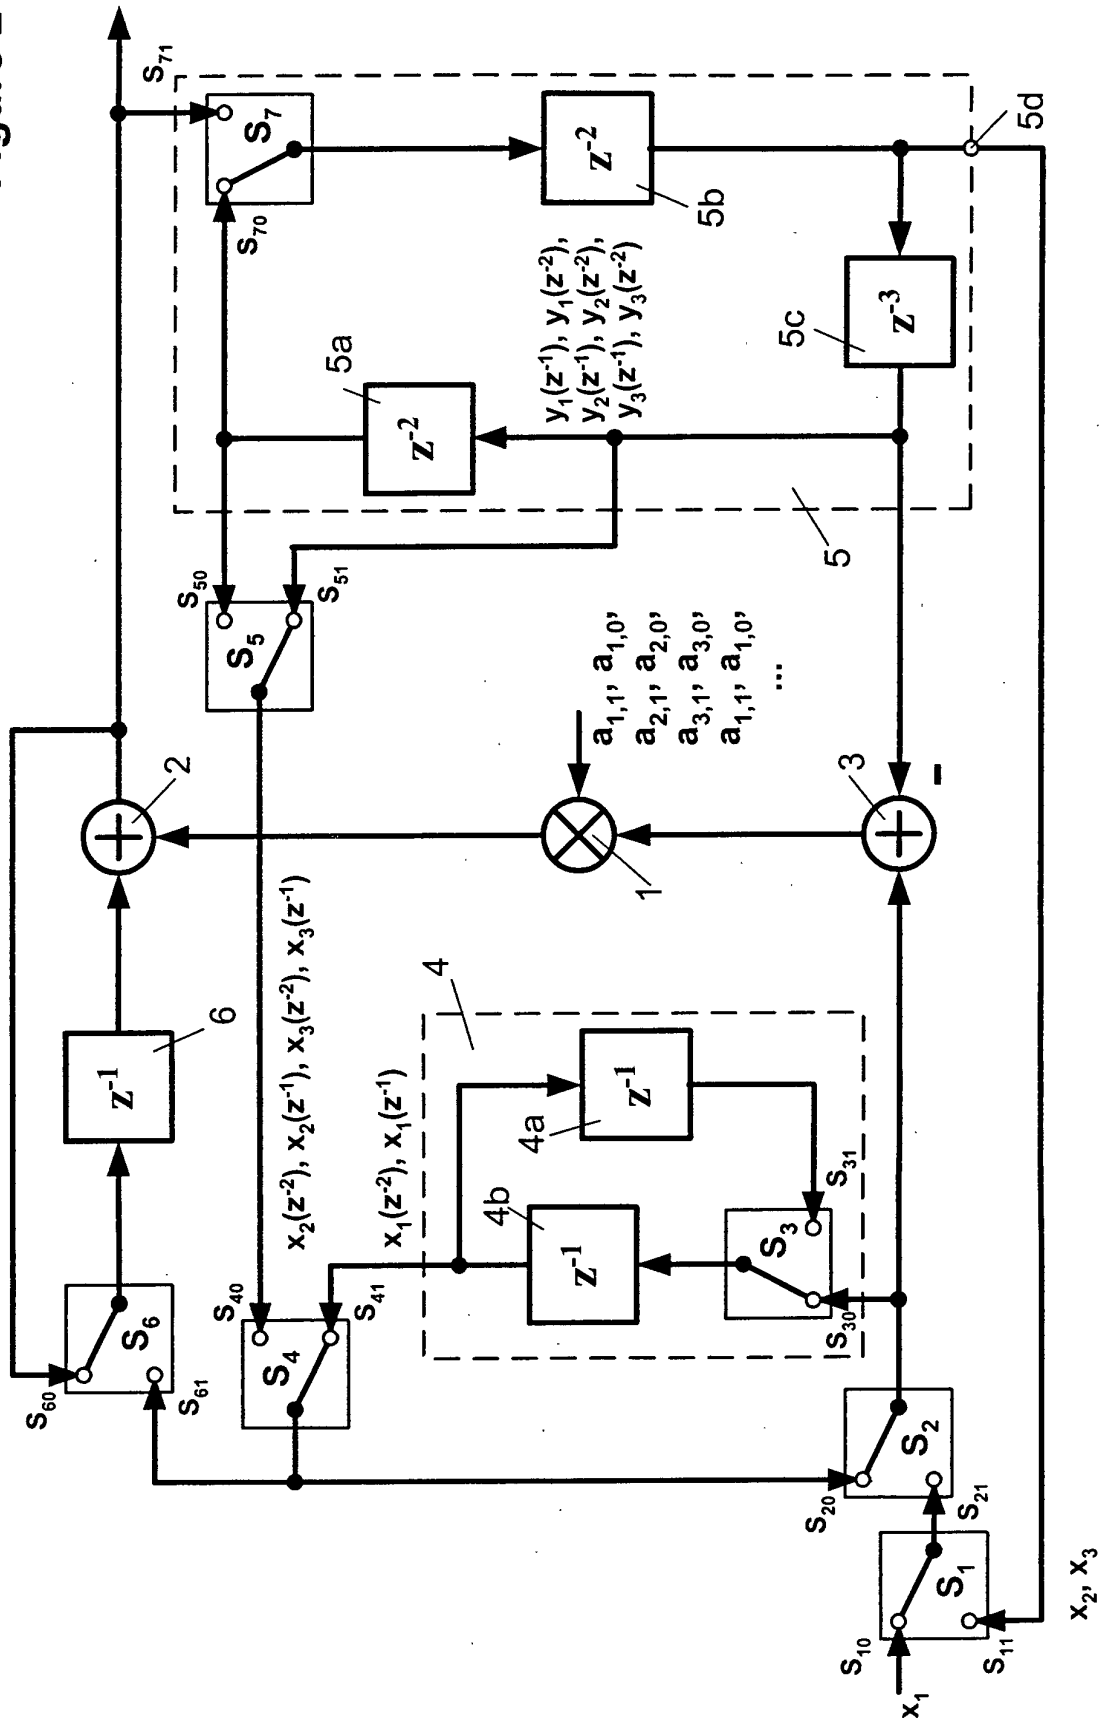 s₆₀
S₆
s₆₁
z⁻¹
6
2
s₇₁
s₄₀
S₄
s₄₁
x₂(z⁻²), x₂(z⁻¹), x₃(z⁻²), x₃(z⁻¹)
x₁(z⁻²), x₁(z⁻¹)
s₅₀
S₅
s₅₁
s₇₀
S₇
4
4b
z⁻¹
4a
z⁻¹
S₃
s₃₀
s₃₁
5a
z⁻²
y₁(z⁻¹), y₁(z⁻²),
y₂(z⁻¹), y₂(z⁻²),
y₃(z⁻¹), y₃(z⁻²)
z⁻²
5b
1
a₁,₁, a₁,₀,
a₂,₁, a₂,₀,
a₃,₁, a₃,₀,
a₁,₁, a₁,₀,
...
5
5c
z⁻³
5d
3
-
s₂₀
S₂
s₂₁
s₁₀
S₁
s₁₁
x₁
x₂, x₃